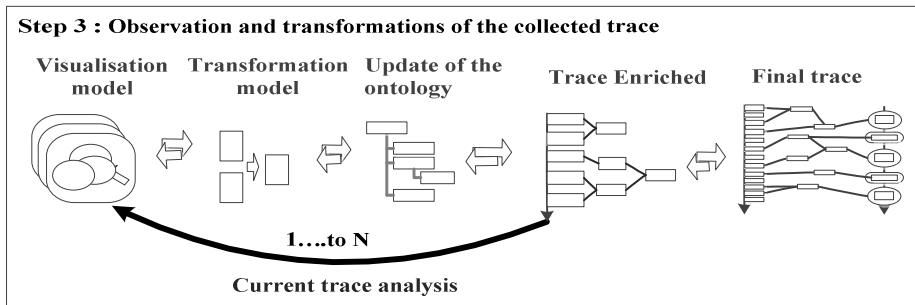 Step 3 : Observation and transformations of the collected trace
Visualisation
model
Transformation
model
Update of the
ontology
Trace Enriched
Final trace
1….to N
Current trace analysis